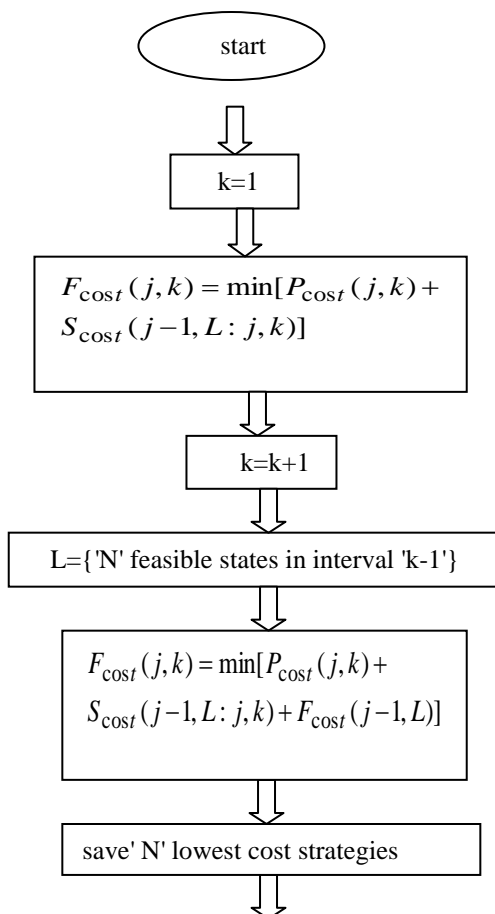 start
k=1
F_cost(j,k) = min[P_cost(j,k) +
S_cost(j−1, L : j,k)]
k=k+1
L={'N' feasible states in interval 'k-1'}
F_cost(j,k) = min[P_cost(j,k) +
S_cost(j−1, L : j,k) + F_cost(j−1, L)]
save' N' lowest cost strategies